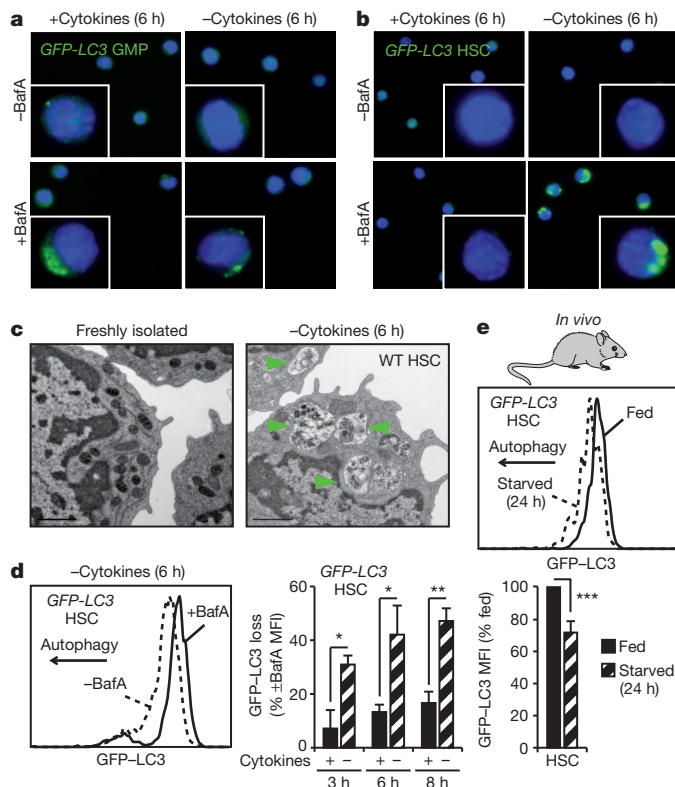 a
+Cytokines (6 h)
–Cytokines (6 h)
GFP-LC3 GMP
–BafA
+BafA
b
+Cytokines (6 h)
–Cytokines (6 h)
GFP-LC3 HSC
–BafA
+BafA
c
Freshly isolated
–Cytokines (6 h)
WT HSC
d
–Cytokines (6 h)
GFP-LC3
HSC
+BafA
Autophagy
–BafA
GFP–LC3
GFP-LC3
HSC
GFP–LC3 loss
(% ±BafA MFI)
60
40
20
0
*
*
**
Cytokines + – + – + –
3 h 6 h 8 h
e
In vivo
GFP-LC3
HSC
Fed
Autophagy
Starved
(24 h)
GFP–LC3
GFP–LC3 MFI (% fed)
100
80
60
40
20
0
***
HSC
Fed
Starved
(24 h)